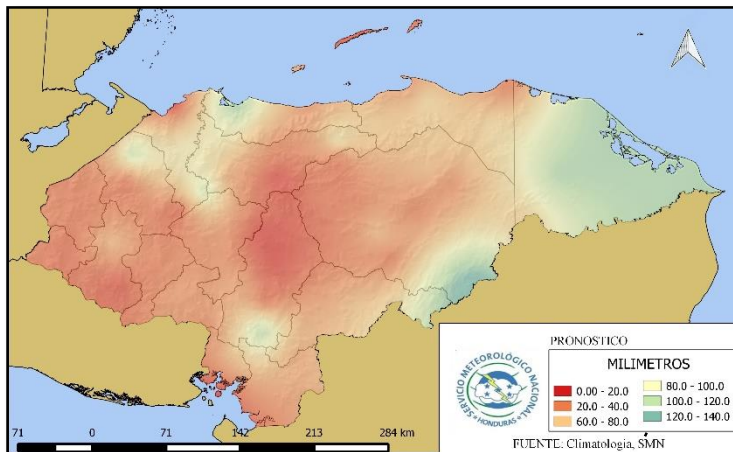 PRONOSTICO
MILIMETROS
0.00 - 20.0
20.0 - 40.0
60.0 - 80.0
80.0 - 100.0
100.0 - 120.0
120.0 - 140.0
SERVICIO METEOROLÓGICO NACIONAL
HONDURAS
FUENTE: Climatologia, SMN
71 0 71 142 213 284 km